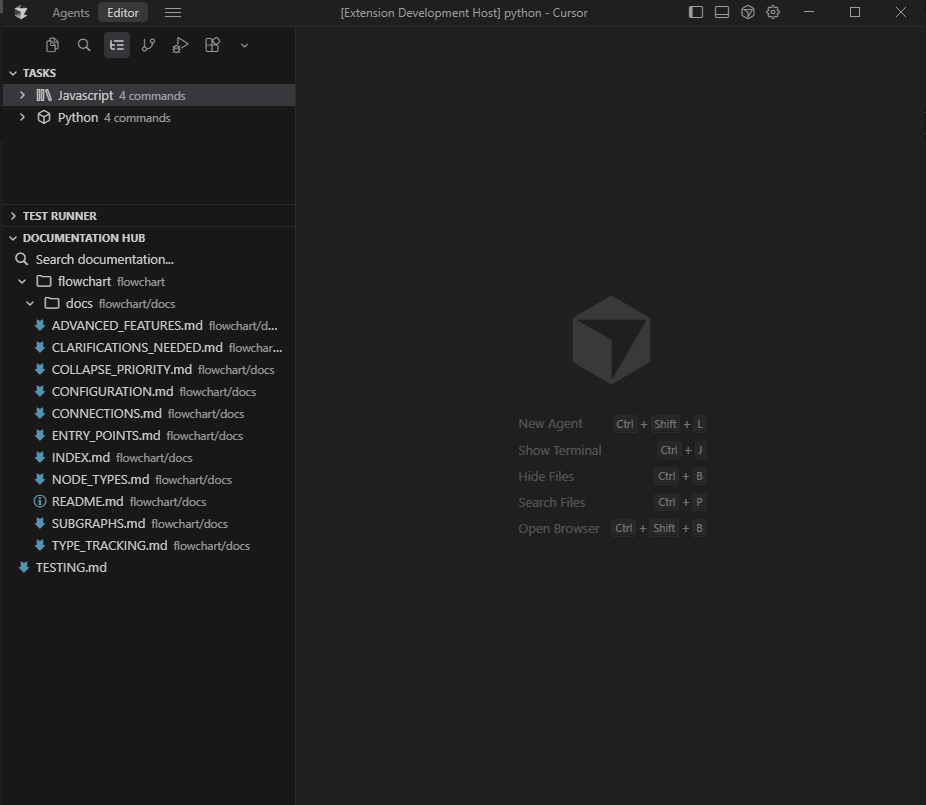 Agents Editor [Extension Development Host] python - Cursor
TASKS
Javascript 4 commands
Python 4 commands
TEST RUNNER
DOCUMENTATION HUB
Search documentation...
flowchart flowchart
docs flowchart/docs
ADVANCED_FEATURES.md flowchart/d...
CLARIFICATIONS_NEEDED.md flowchar...
COLLAPSE_PRIORITY.md flowchart/docs
CONFIGURATION.md flowchart/docs
CONNECTIONS.md flowchart/docs
ENTRY_POINTS.md flowchart/docs
INDEX.md flowchart/docs
NODE_TYPES.md flowchart/docs
README.md flowchart/docs
SUBGRAPHS.md flowchart/docs
TYPE_TRACKING.md flowchart/docs
TESTING.md
New Agent Ctrl + Shift + L
Show Terminal Ctrl + J
Hide Files Ctrl + B
Search Files Ctrl + P
Open Browser Ctrl + Shift + B